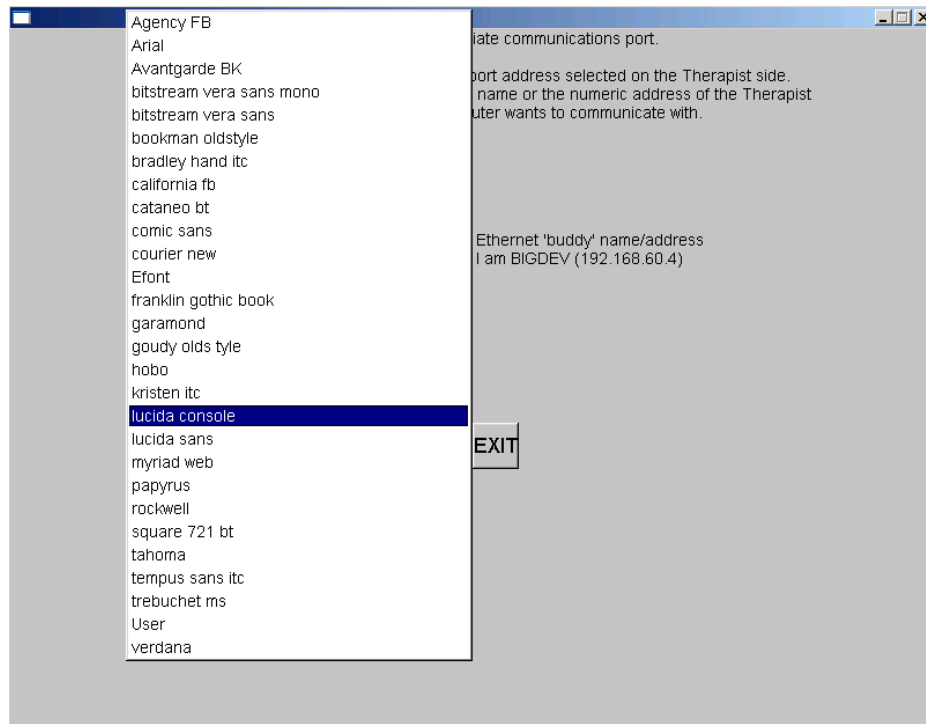 Agency FB
Arial
Avantgarde BK
bitstream vera sans mono
bitstream vera sans
bookman oldstyle
bradley hand itc
california fb
cataneo bt
comic sans
courier new
Efont
franklin gothic book
garamond
goudy olds tyle
hobo
kristen itc
lucida console
lucida sans
myriad web
papyrus
rockwell
square 721 bt
tahoma
tempus sans itc
trebuchet ms
User
verdana
communications port.
port address selected on the Therapist side.
name or the numeric address of the Therapist
wants to communicate with.
Ethernet 'buddy' name/address
I am BIGDEV (192.168.60.4)
EXIT